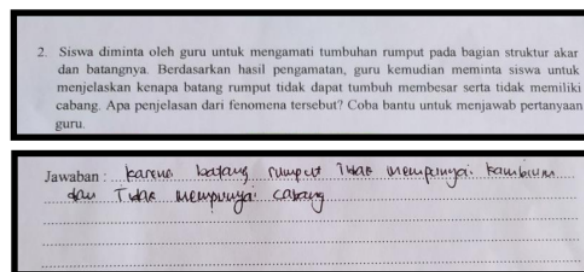 2. Siswa diminta oleh guru untuk mengamati tumbuhan rumput pada bagian struktur akar
dan batangnya. Berdasarkan hasil pengamatan, guru kemudian meminta siswa untuk
menjelaskan kenapa batang rumput tidak dapat tumbuh membesar serta tidak memiliki
cabang. Apa penjelasan dari fenomena tersebut? Coba bantu untuk menjawab pertanyaan
guru.
Jawaban : karena batang rumput Tidak mempunyai kambium
dan Tidak mempunyai cabang